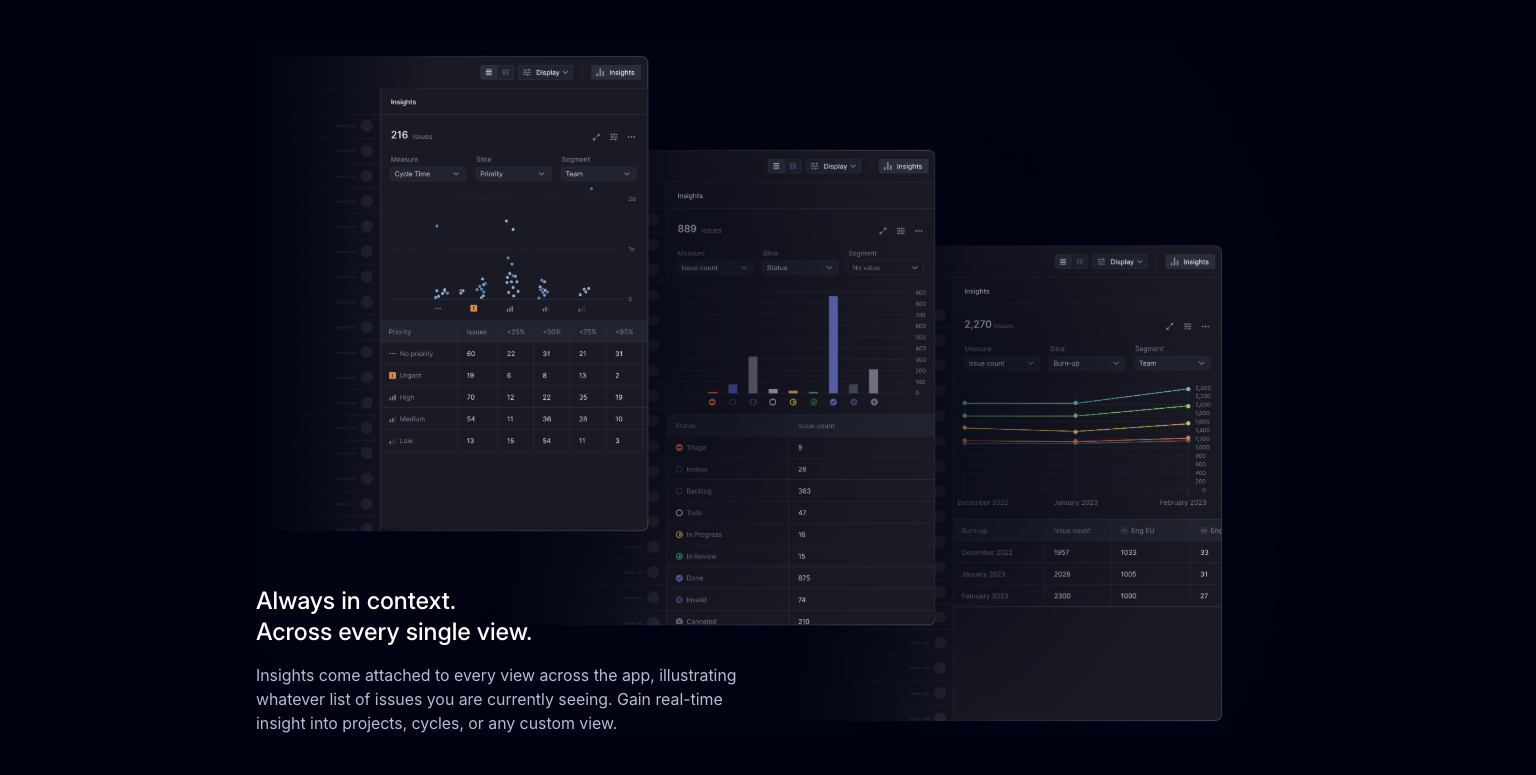 Display
Insights
Insights
216 issues
Measure Slice Segment
Cycle Time Priority Team
2d
1d
0
Priority Issues <25% <50% <75% <95%
No priority 60 22 31 21 31
Urgent 19 6 8 13 2
High 70 12 22 35 19
Medium 54 11 36 28 10
Low 13 15 54 11 3
Display
Insights
Insights
889 issues
Measure Slice Segment
Issue count Status No value
900
800
700
600
500
400
300
200
100
0
Status Issue count
Triage 9
Icebox 28
Backlog 363
Todo 47
In Progress 16
In Review 15
Done 875
Invalid 74
Canceled 210
Display
Insights
Insights
2,270 issues
Measure Slice Segment
Issue count Burn-up Team
2,400
2,200
2,000
1,800
1,600
1,400
1,200
1,000
800
600
400
200
0
December 2022 January 2023 February 2023
Burn-up Issue count Eng EU Eng
December 2022 1957 1033 33
January 2023 2028 1005 31
February 2023 2300 1090 27
Always in context.
Across every single view.
Insights come attached to every view across the app, illustrating
whatever list of issues you are currently seeing. Gain real-time
insight into projects, cycles, or any custom view.